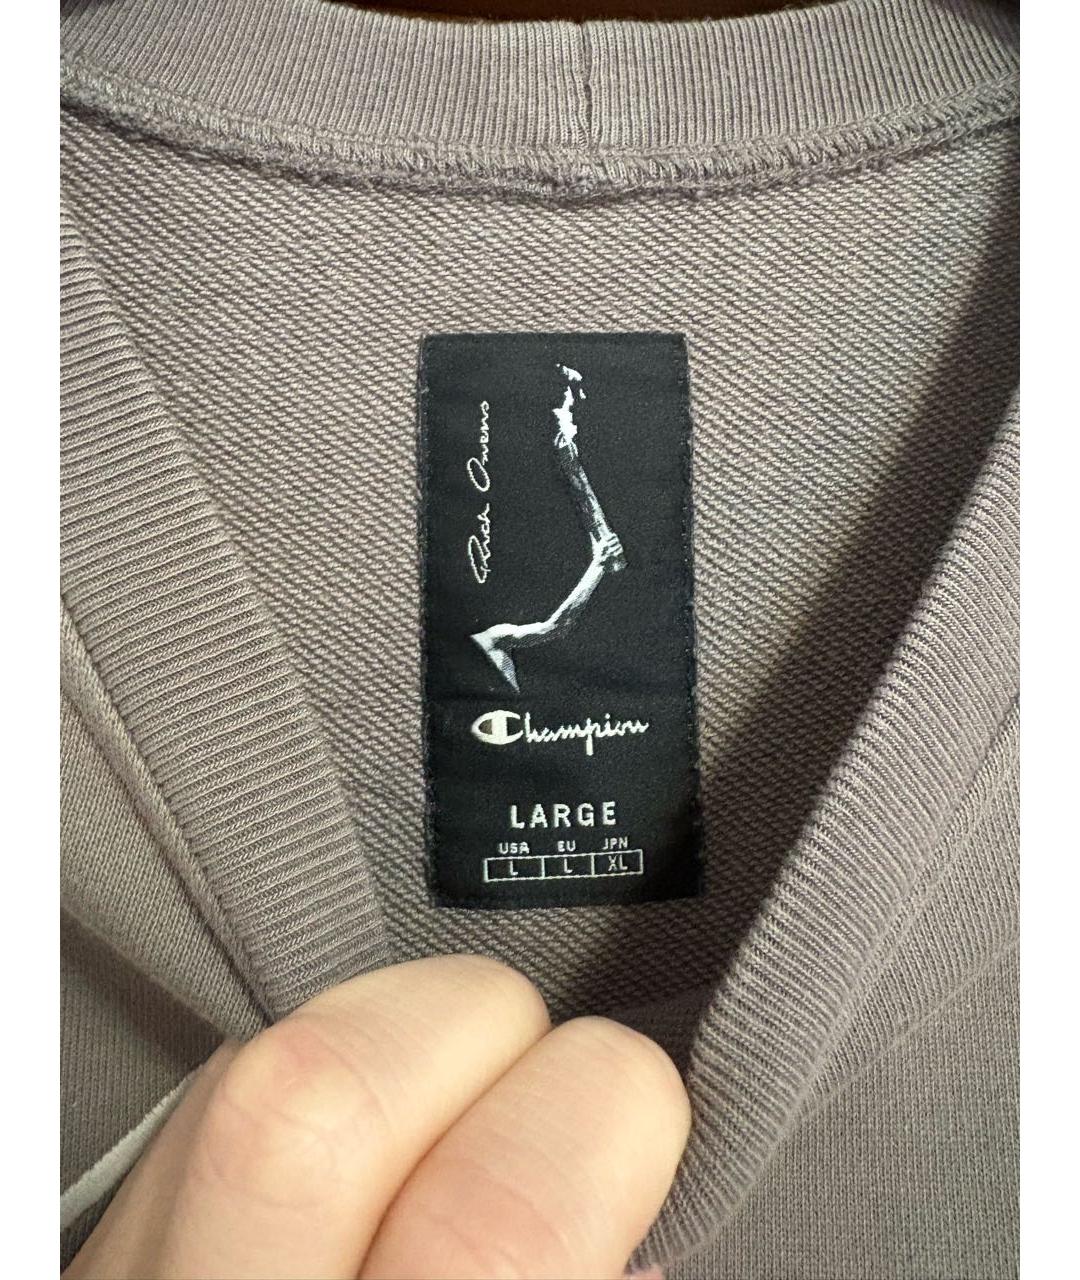 Rick Owens
Champion
LARGE
USA EU JPN
L L XL